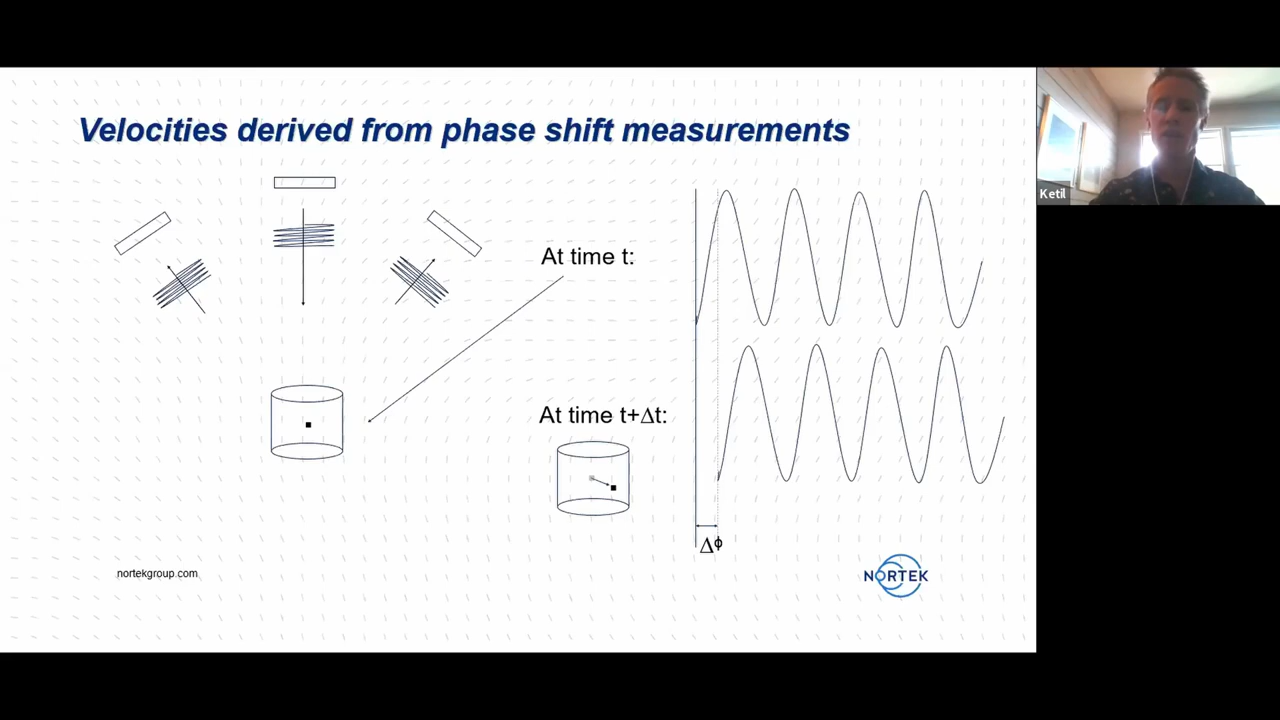 Velocities derived from phase shift measurements
At time t:
Ketil
At time t+Δt:
Δϕ
nortekgroup.com
NORTEK